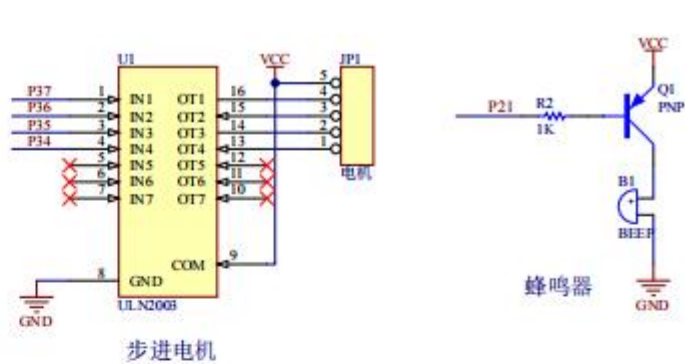 U1
VCC
JP1
P37 1 IN1 OT1 16 4
P36 2 IN2 OT2 15 3
P35 3 IN3 OT3 14 2
P34 4 IN4 OT4 13 1
5 IN5 OT5 12
6 IN6 OT6 11
7 IN7 OT7 10
5
电机
COM 9
8 GND
GND
ULN2003
步进电机
VCC
Q1
PNP
P21
R2
1K
B1
BEEP
GND
蜂鸣器